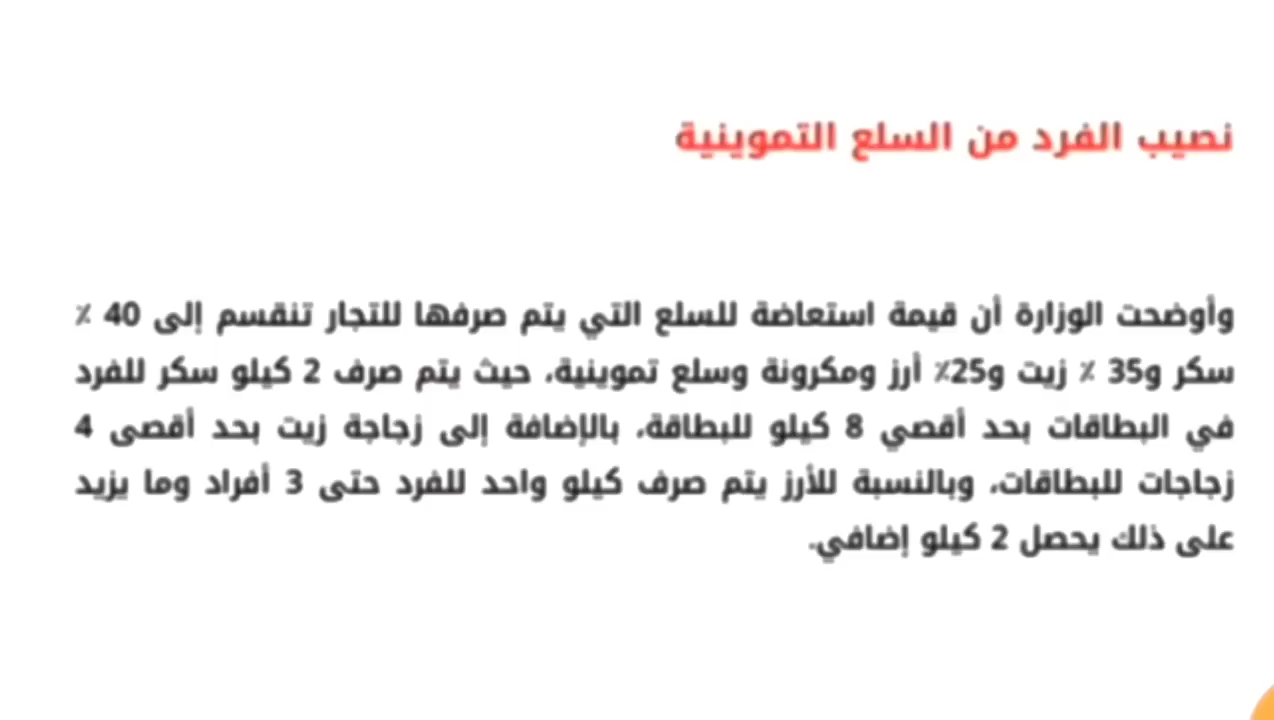 نصيب الفرد من السلع التموينية
وأوضحت الوزارة أن قيمة استعاضة للسلع التي يتم صرفها للتجار تنقسم إلى 40 ٪
سكر و35 ٪ زيت و25٪ أرز ومكرونة وسلع تموينية، حيث يتم صرف 2 كيلو سكر للفرد
في البطاقات بحد أقصي 8 كيلو للبطاقة، بالإضافة إلى زجاجة زيت بحد أقصى 4
زجاجات للبطاقات، وبالنسبة للأرز يتم صرف كيلو واحد للفرد حتى 3 أفراد وما يزيد
على ذلك يحصل 2 كيلو إضافي.